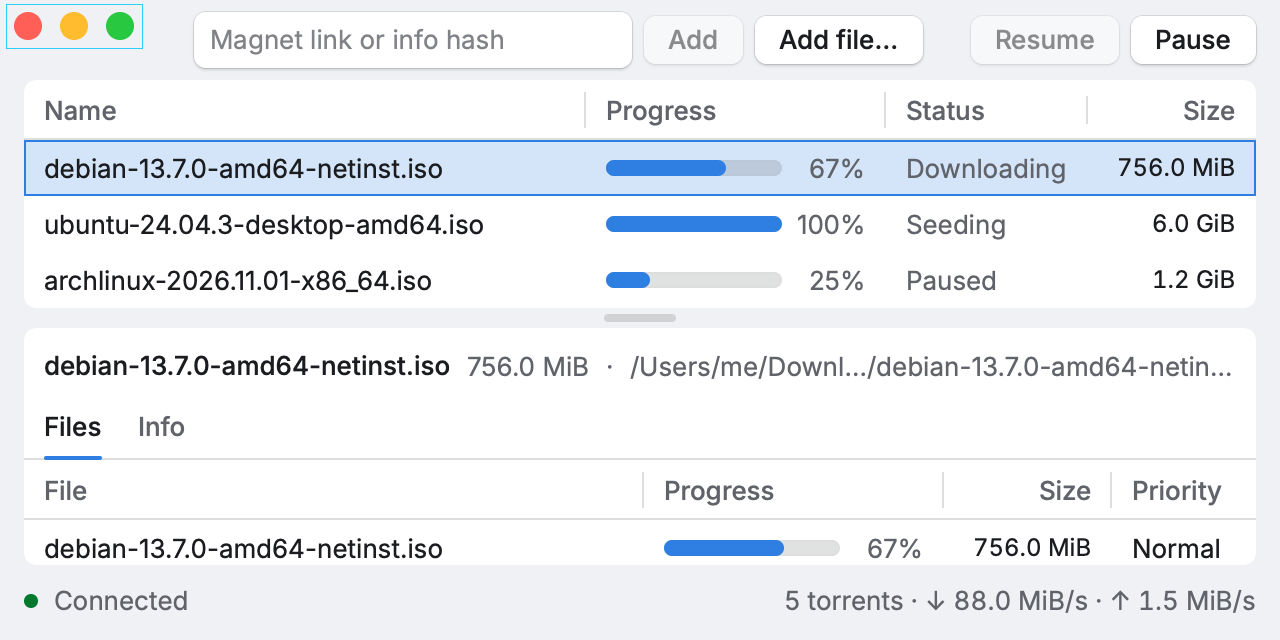 Magnet link or info hash Add Add file... Resume Pause
Name Progress Status Size
debian-13.7.0-amd64-netinst.iso 67% Downloading 756.0 MiB
ubuntu-24.04.3-desktop-amd64.iso 100% Seeding 6.0 GiB
archlinux-2026.11.01-x86_64.iso 25% Paused 1.2 GiB
debian-13.7.0-amd64-netinst.iso 756.0 MiB · /Users/me/Downl.../debian-13.7.0-amd64-netin...
Files Info
File Progress Size Priority
debian-13.7.0-amd64-netinst.iso 67% 756.0 MiB Normal
Connected 5 torrents · ↓ 88.0 MiB/s · ↑ 1.5 MiB/s